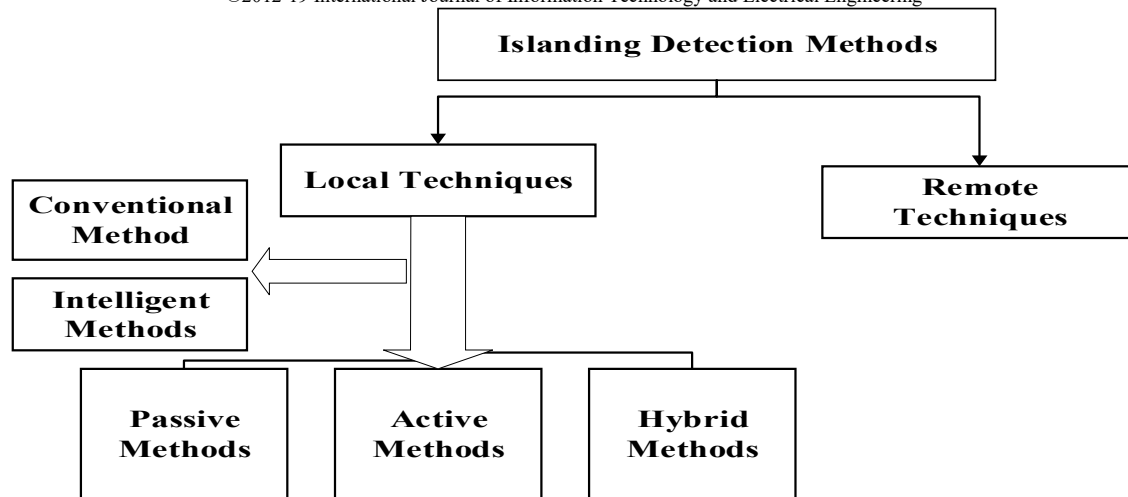 ©2012-19 International Journal of Information Technology and Electrical Engineering
Islanding Detection Methods
Local Techniques
Remote
Techniques
Conventional
Method
Intelligent
Methods
Passive
Methods
Active
Methods
Hybrid
Methods